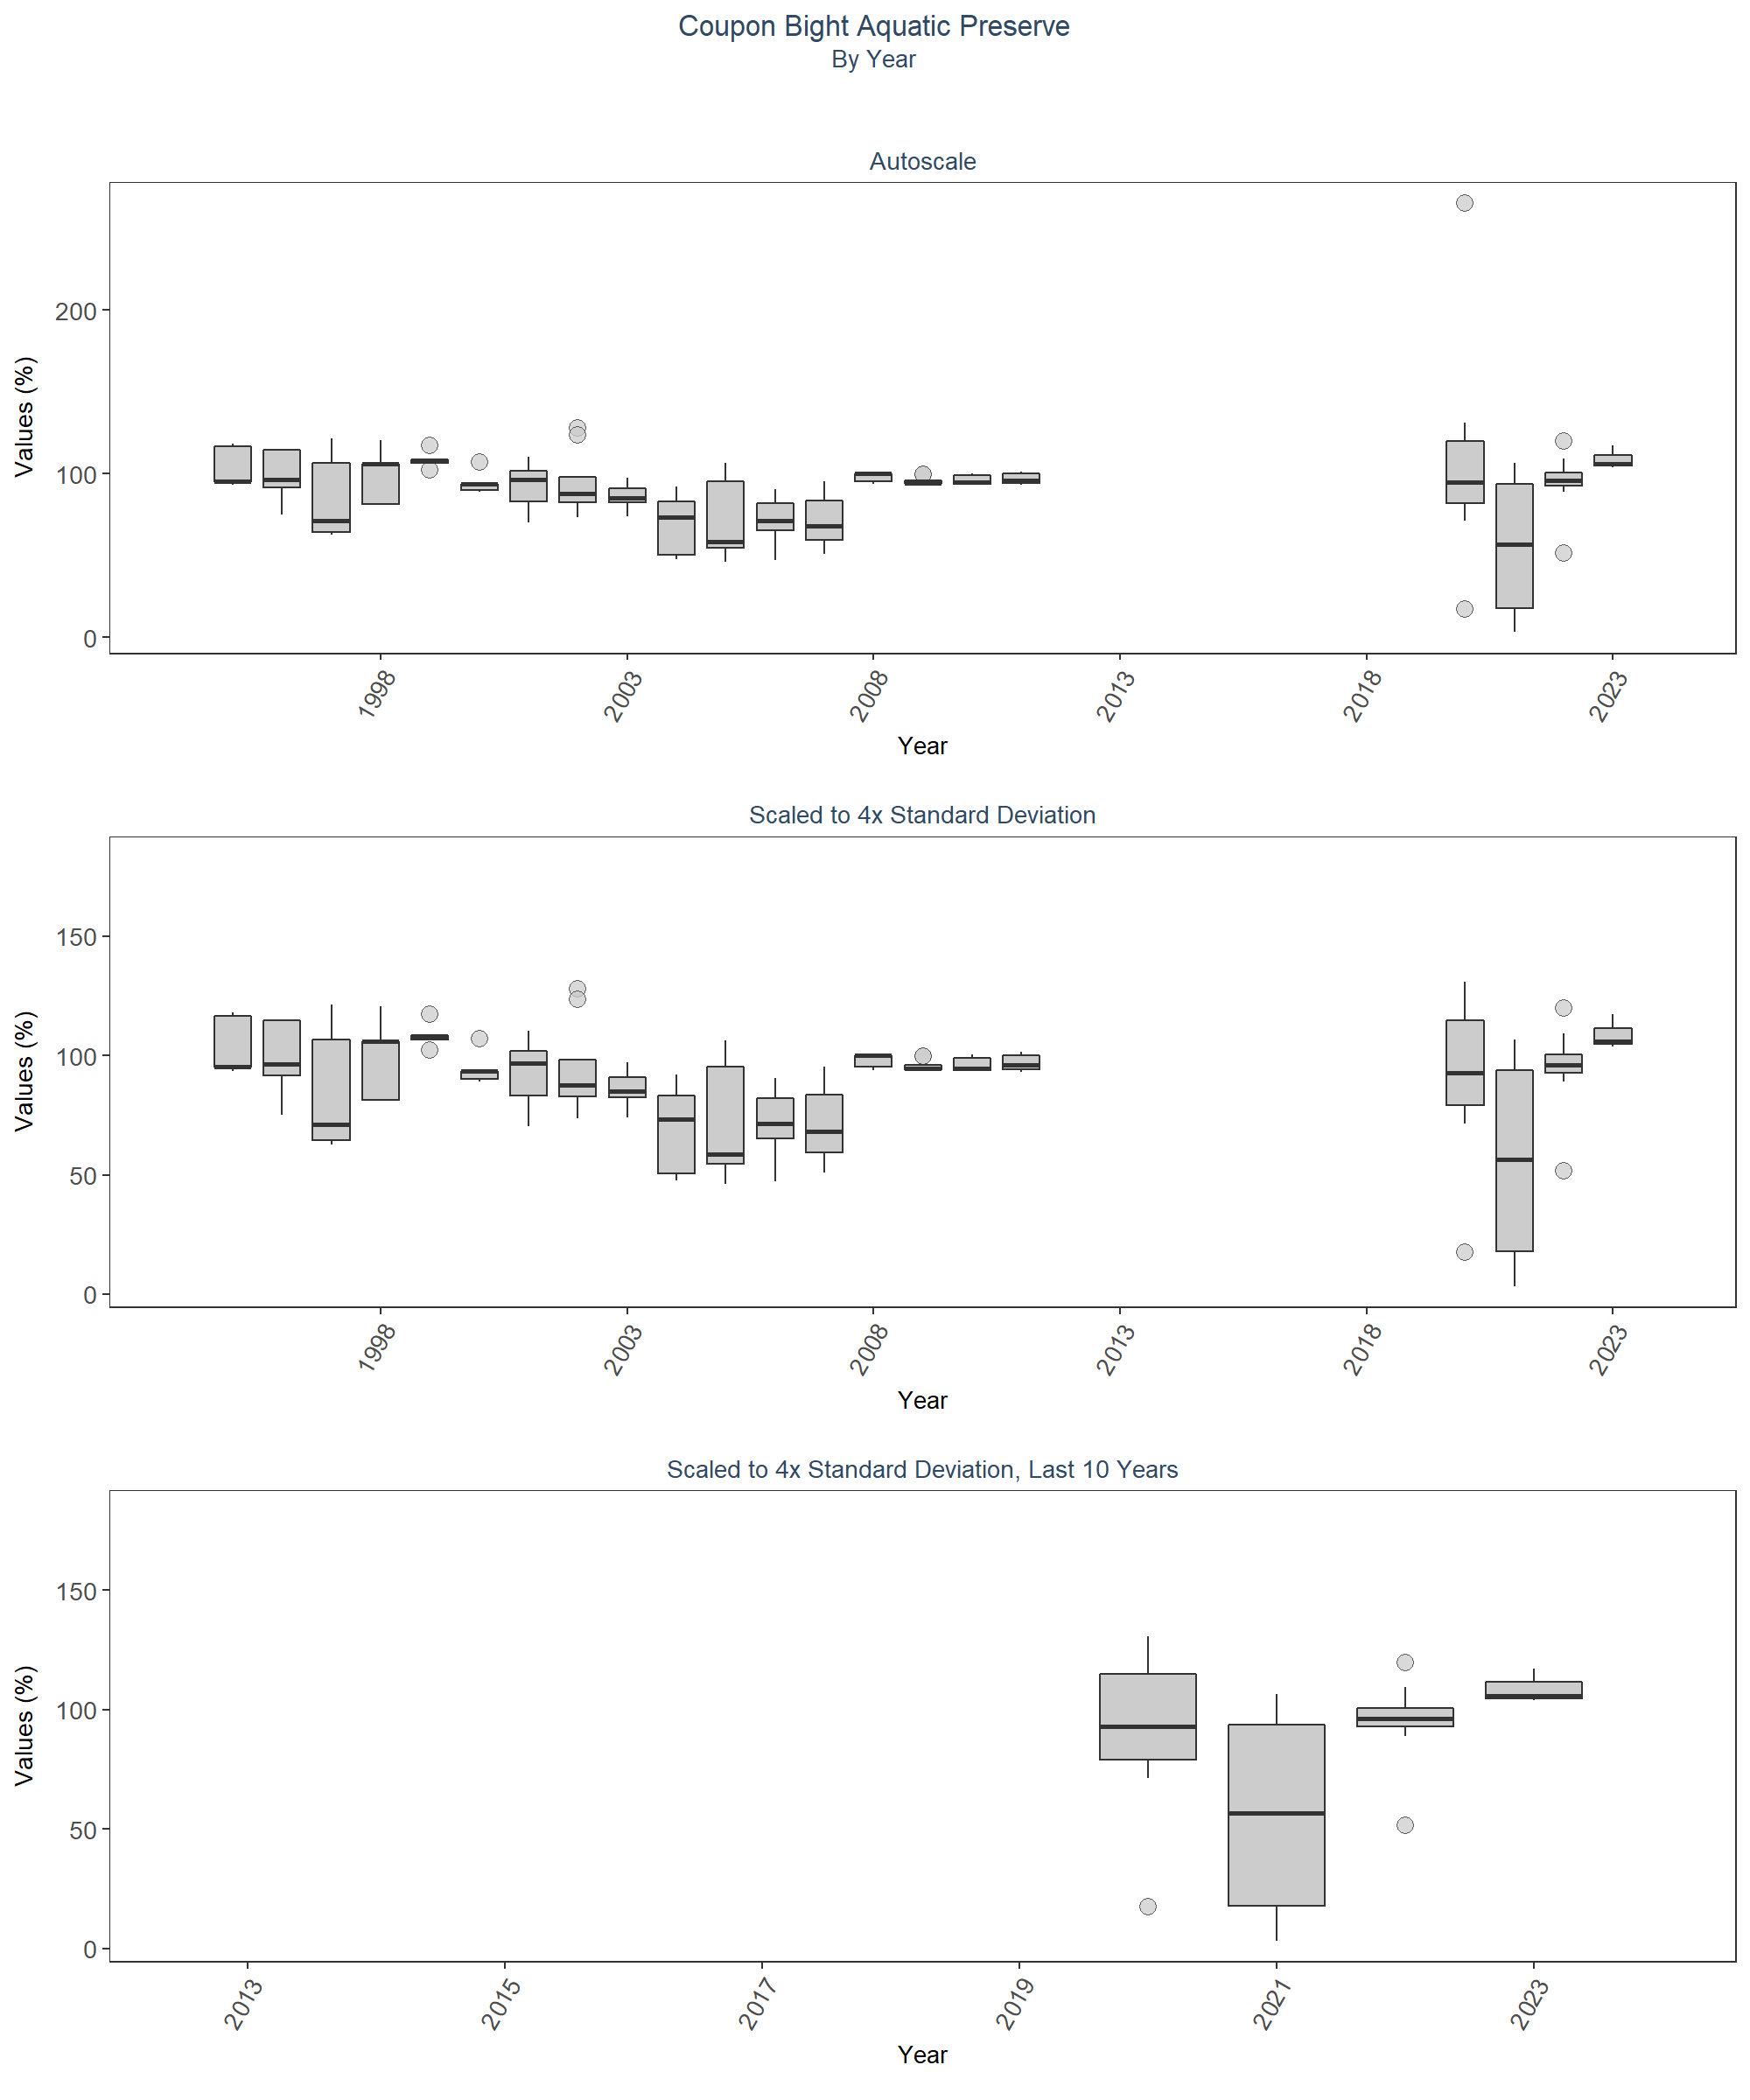 Coupon Bight Aquatic Preserve
By Year
Autoscale
Values (%)
200
100
0
1998 2003 2008 2013 2018 2023
Year
Scaled to 4x Standard Deviation
Values (%)
150
100
50
0
1998 2003 2008 2013 2018 2023
Year
Scaled to 4x Standard Deviation, Last 10 Years
Values (%)
150
100
50
0
2013 2015 2017 2019 2021 2023
Year